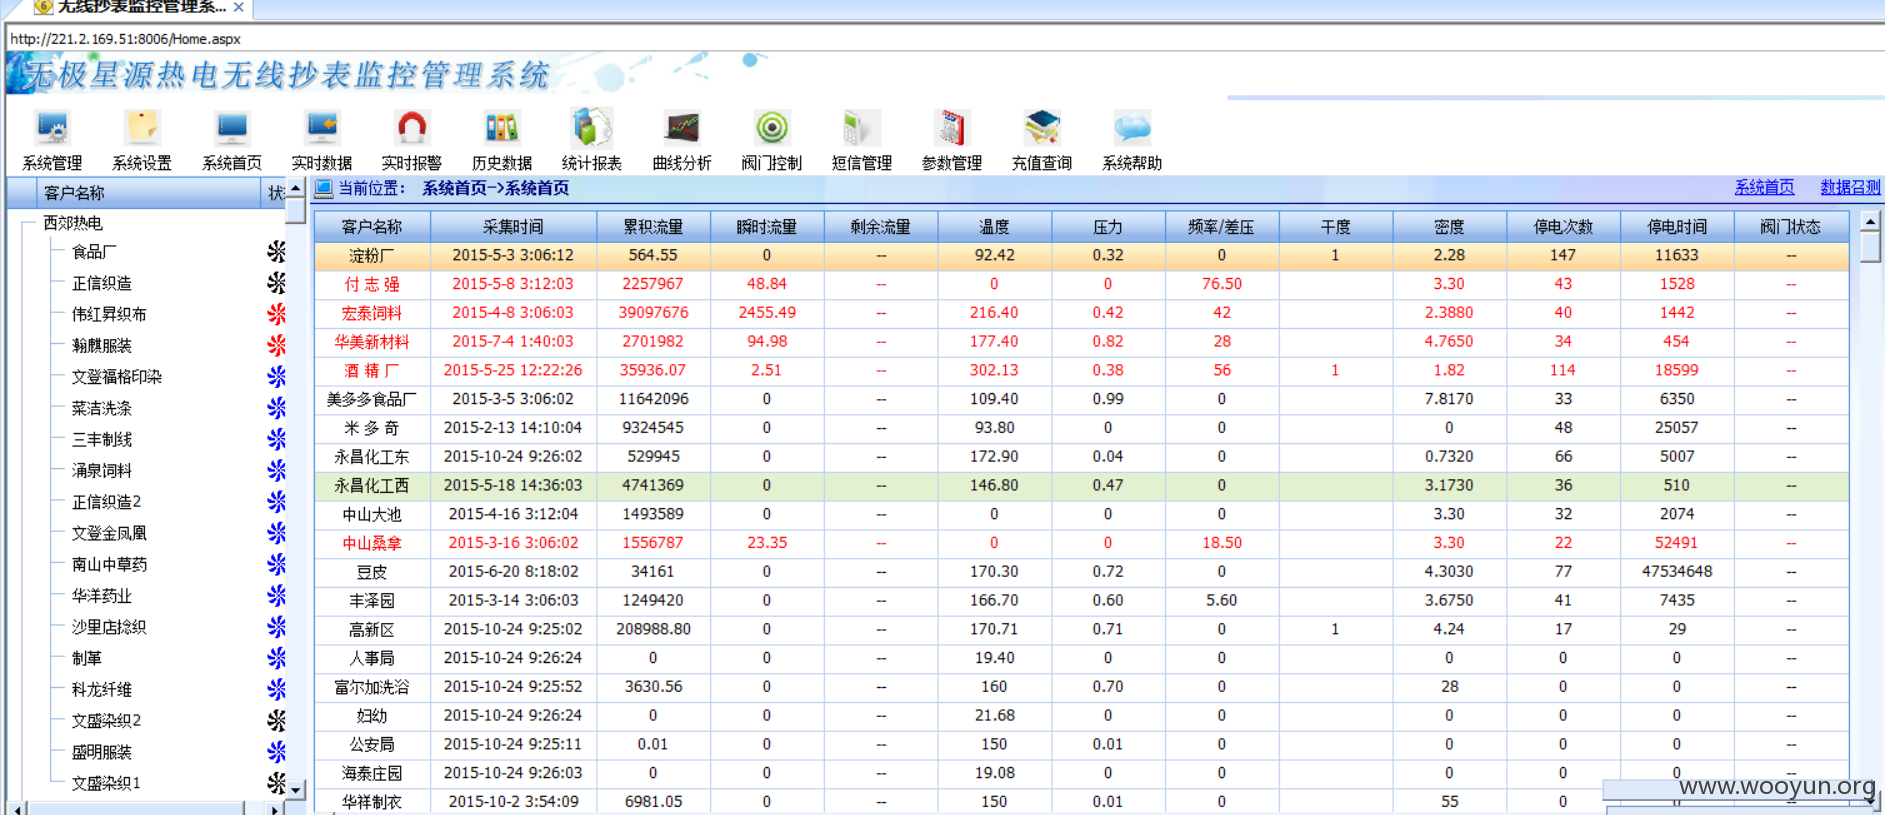 无线抄表监控管理系... ×
http://221.2.169.51:8006/Home.aspx
无极星源热电无线抄表监控管理系统
系统管理 系统设置 系统首页 实时数据 实时报警 历史数据 统计报表 曲线分析 阀门控制 短信管理 参数管理 充值查询 系统帮助
客户名称
当前位置： 系统首页->系统首页 系统首页 数据召测
西郊热电
食品厂
正信织造
伟红昇织布
瀚麒服装
文登福格印染
菜洁洗涤
三丰制线
涌泉饲料
正信织造2
文登金凤凰
南山中草药
华洋药业
沙里店捻织
制革
科龙纤维
文盛染织2
盛明服装
文盛染织1
客户名称 采集时间 累积流量 瞬时流量 剩余流量 温度 压力 频率/差压 干度 密度 停电次数 停电时间 阀门状态
淀粉厂 2015-5-3 3:06:12 564.55 0 -- 92.42 0.32 0 1 2.28 147 11633 --
付 志 强 2015-5-8 3:12:03 2257967 48.84 -- 0 0 76.50 3.30 43 1528 --
宏泰饲料 2015-4-8 3:06:03 39097676 2455.49 -- 216.40 0.42 42 2.3880 40 1442 --
华美新材料 2015-7-4 1:40:03 2701982 94.98 -- 177.40 0.82 28 4.7650 34 454 --
酒 精 厂 2015-5-25 12:22:26 35936.07 2.51 -- 302.13 0.38 56 1 1.82 114 18599 --
美多多食品厂 2015-3-5 3:06:02 11642096 0 -- 109.40 0.99 0 7.8170 33 6350 --
米 多 奇 2015-2-13 14:10:04 9324545 0 -- 93.80 0 0 0 48 25057 --
永昌化工东 2015-10-24 9:26:02 529945 0 -- 172.90 0.04 0 0.7320 66 5007 --
永昌化工西 2015-5-18 14:36:03 4741369 0 -- 146.80 0.47 0 3.1730 36 510 --
中山大池 2015-4-16 3:12:04 1493589 0 -- 0 0 0 3.30 32 2074 --
中山桑拿 2015-3-16 3:06:02 1556787 23.35 -- 0 0 18.50 3.30 22 52491 --
豆皮 2015-6-20 8:18:02 34161 0 -- 170.30 0.72 0 4.3030 77 47534648 --
丰泽园 2015-3-14 3:06:03 1249420 0 -- 166.70 0.60 5.60 3.6750 41 7435 --
高新区 2015-10-24 9:25:02 208988.80 0 -- 170.71 0.71 0 1 4.24 17 29 --
人事局 2015-10-24 9:26:24 0 0 -- 19.40 0 0 0 0 0 --
富尔加洗浴 2015-10-24 9:25:52 3630.56 0 -- 160 0.70 0 28 0 0 --
妇幼 2015-10-24 9:26:24 0 0 -- 21.68 0 0 0 0 0 --
公安局 2015-10-24 9:25:11 0.01 0 -- 150 0.01 0 0 0 0 --
海泰庄园 2015-10-24 9:26:03 0 0 -- 19.08 0 0 0 0 0
华祥制衣 2015-10-2 3:54:09 6981.05 0 -- 150 0.01 0 55 0 0 --
www.wooyun.org